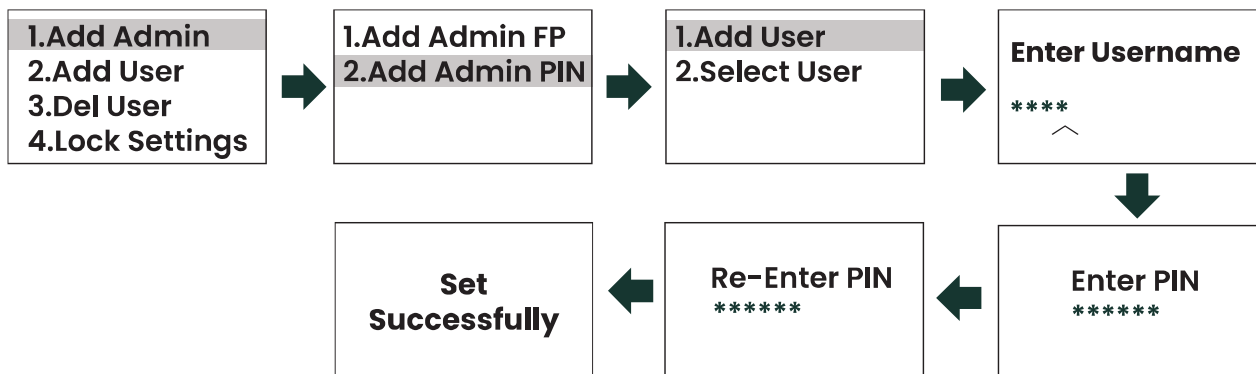 1.Add Admin
2.Add User
3.Del User
4.Lock Settings
1.Add Admin FP
2.Add Admin PIN
1.Add User
2.Select User
Enter Username
****
Enter PIN
******
Re-Enter PIN
******
Set
Successfully